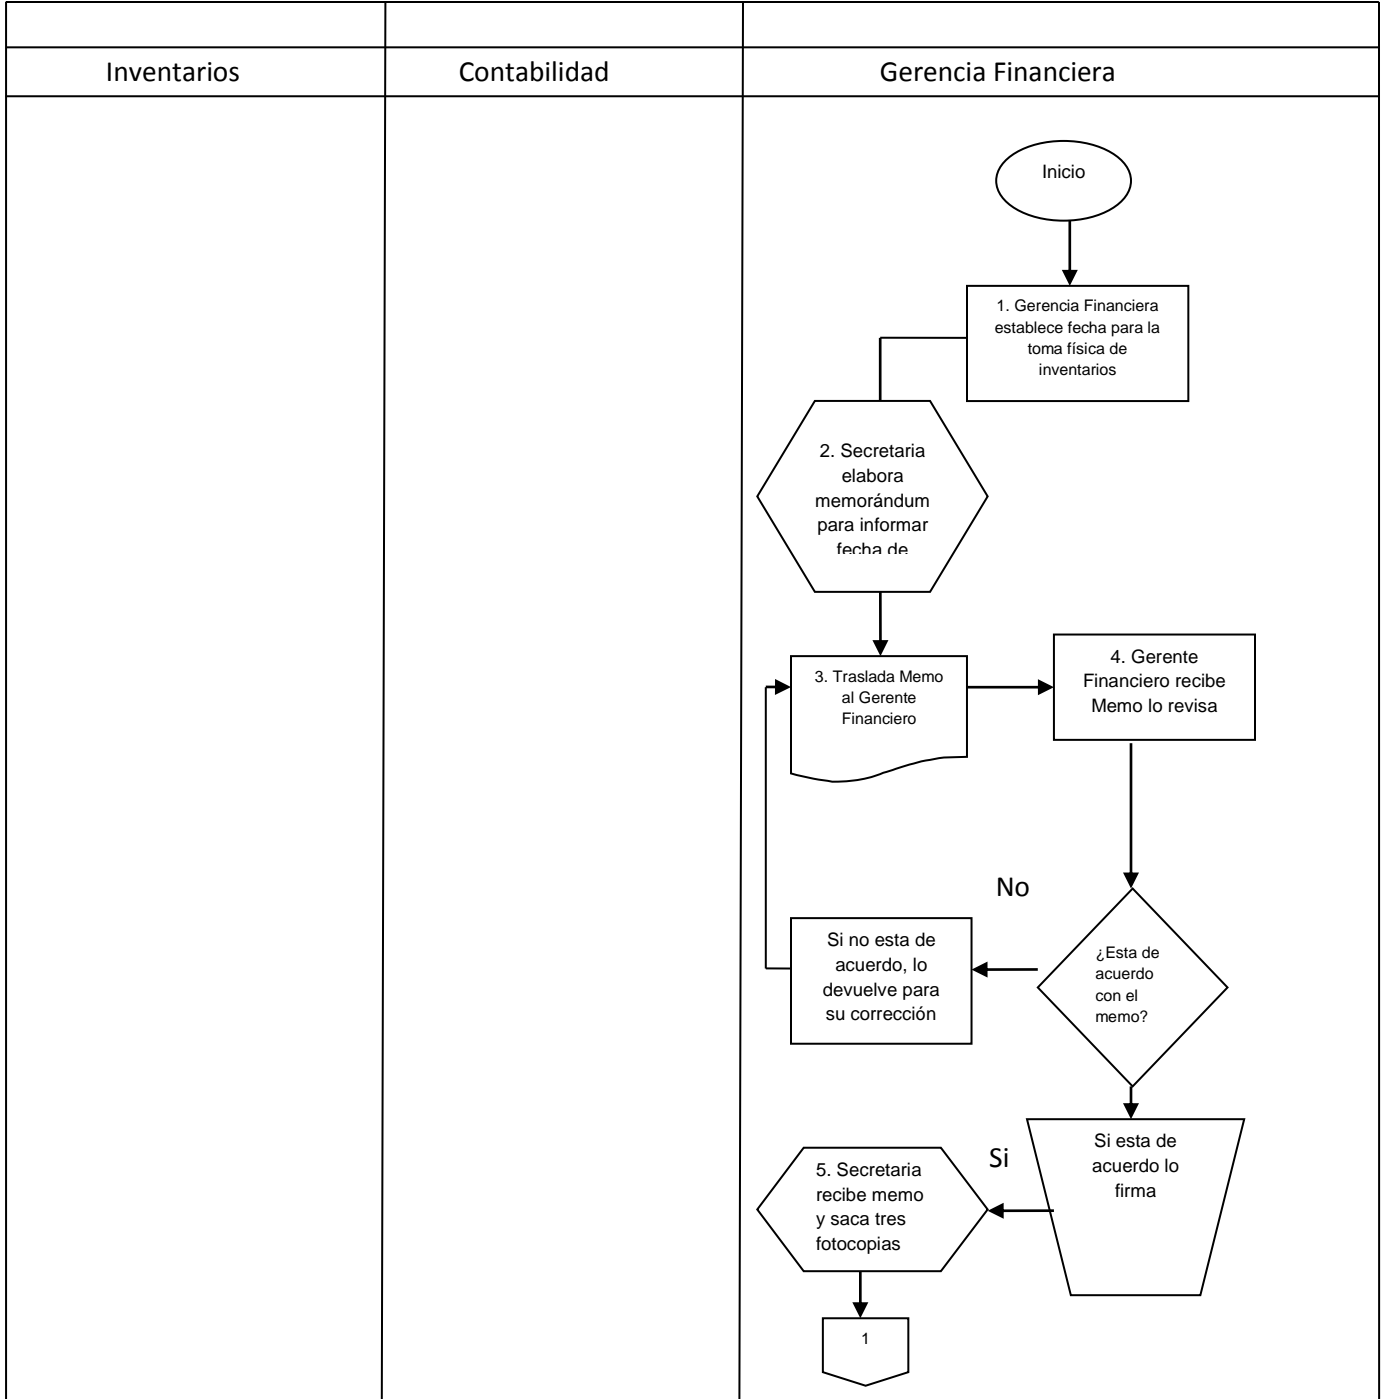 Inventarios
Contabilidad
Gerencia Financiera
Inicio
1. Gerencia Financiera
establece fecha para la
toma física de
inventarios
2. Secretaria
elabora
memorándum
para informar
fecha de
3. Traslada Memo
al Gerente
Financiero
4. Gerente
Financiero recibe
Memo lo revisa
No
¿Esta de
acuerdo
con el
memo?
Si no esta de
acuerdo, lo
devuelve para
su corrección
Si esta de
acuerdo lo
firma
Si
5. Secretaria
recibe memo
y saca tres
fotocopias
1